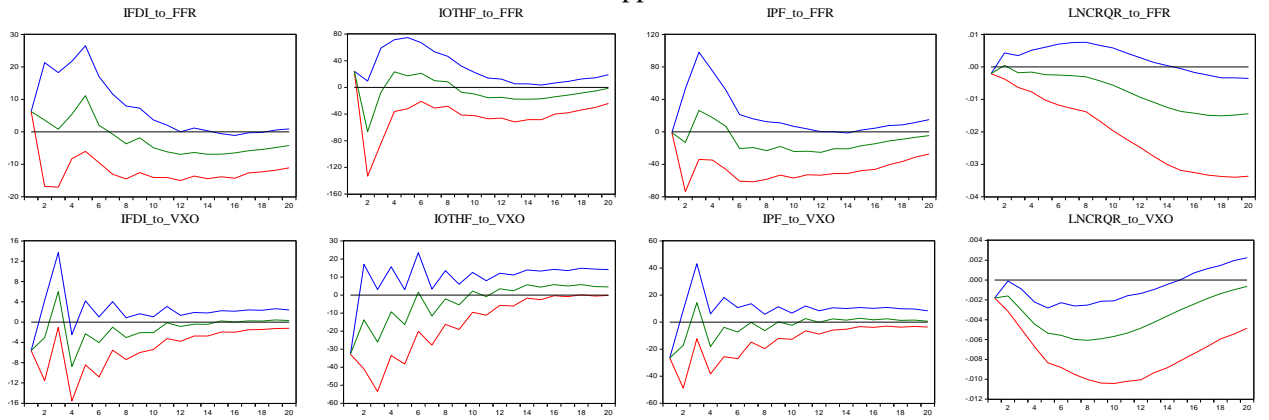 IFDI_to_FFR IOTHF_to_FFR IPF_to_FFR LNCRQR_to_FFR
30 20 10 0 -10 -20
2 4 6 8 10 12 14 16 18 20
120 80 40 0 -40 -80 -120 -160
2 4 6 8 10 12 14 16 18 20
120 80 40 0 -40 -80
2 4 6 8 10 12 14 16 18 20
.01 .00 -.01 -.02 -.03 -.04
2 4 6 8 10 12 14 16 18 20
IFDI_to_VXO IOTHF_to_VXO IPF_to_VXO LNCRQR_to_VXO
16 12 8 4 0 -4 -8 -12 -16
2 4 6 8 10 12 14 16 18 20
30 20 10 0 -10 -20 -30 -40 -50 -60
2 4 6 8 10 12 14 16 18 20
60 40 20 0 -20 -40 -60
2 4 6 8 10 12 14 16 18 20
.004 .002 .000 -.002 -.004 -.006 -.008 -.010 -.012
2 4 6 8 10 12 14 16 18 20